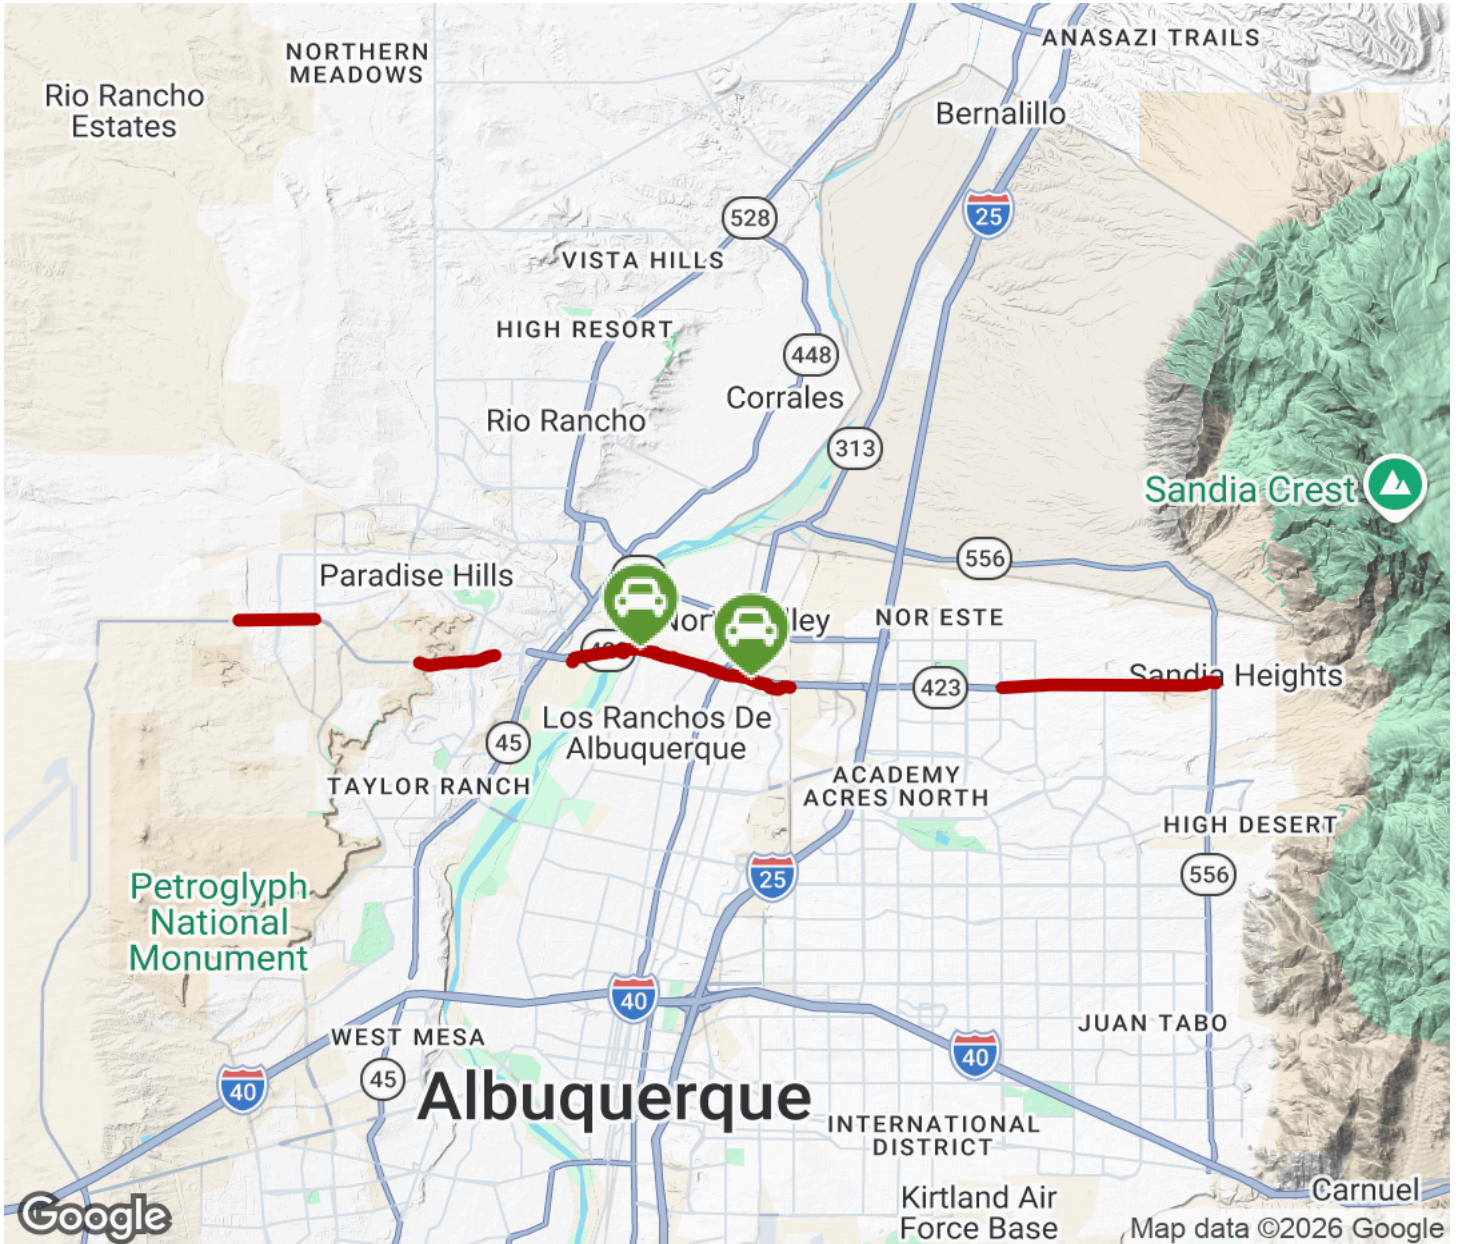 NORTHERN
MEADOWS
ANASAZI TRAILS
Rio Rancho
Estates
Bernalillo
528
25
VISTA HILLS
HIGH RESORT
448
Corrales
Rio Rancho
313
Sandia Crest
556
Paradise Hills
NOR ESTE
423
Sandia Heights
Los Ranchos De
Albuquerque
45
ACADEMY
ACRES NORTH
TAYLOR RANCH
HIGH DESERT
25
556
Petroglyph
National
Monument
40
JUAN TABO
WEST MESA
40
45
40
Albuquerque
INTERNATIONAL
DISTRICT
Carnuel
Kirtland Air
Force Base
Google
Map data ©2026 Google